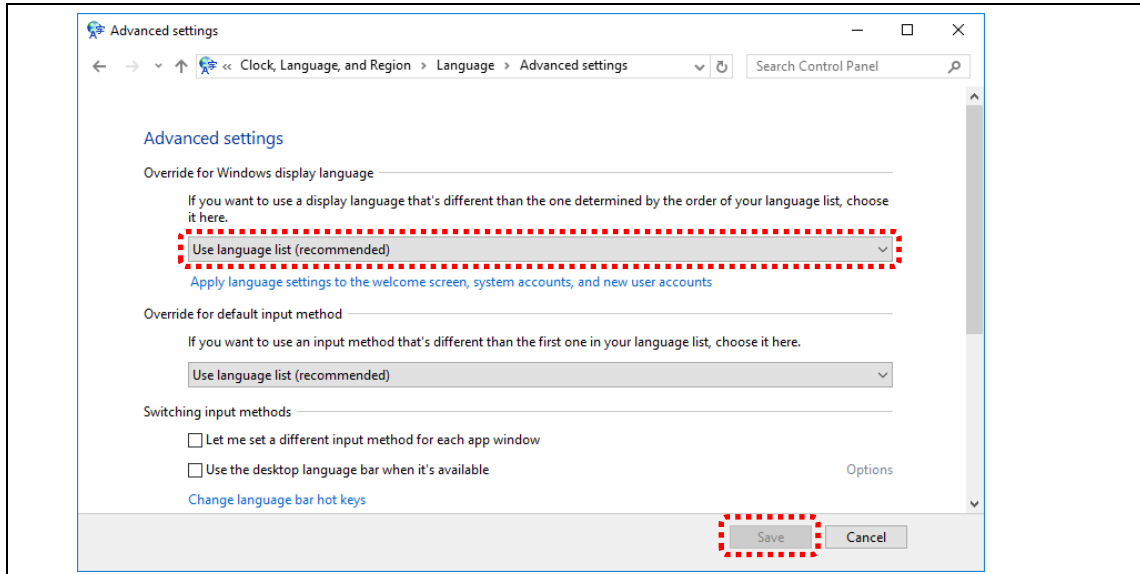 Advanced settings
« Clock, Language, and Region › Language › Advanced settings
Search Control Panel
Advanced settings
Override for Windows display language
If you want to use a display language that's different than the one determined by the order of your language list, choose
it here.
Use language list (recommended)
Apply language settings to the welcome screen, system accounts, and new user accounts
Override for default input method
If you want to use an input method that's different than the first one in your language list, choose it here.
Use language list (recommended)
Switching input methods
Let me set a different input method for each app window
Use the desktop language bar when it's available
Options
Change language bar hot keys
Save
Cancel